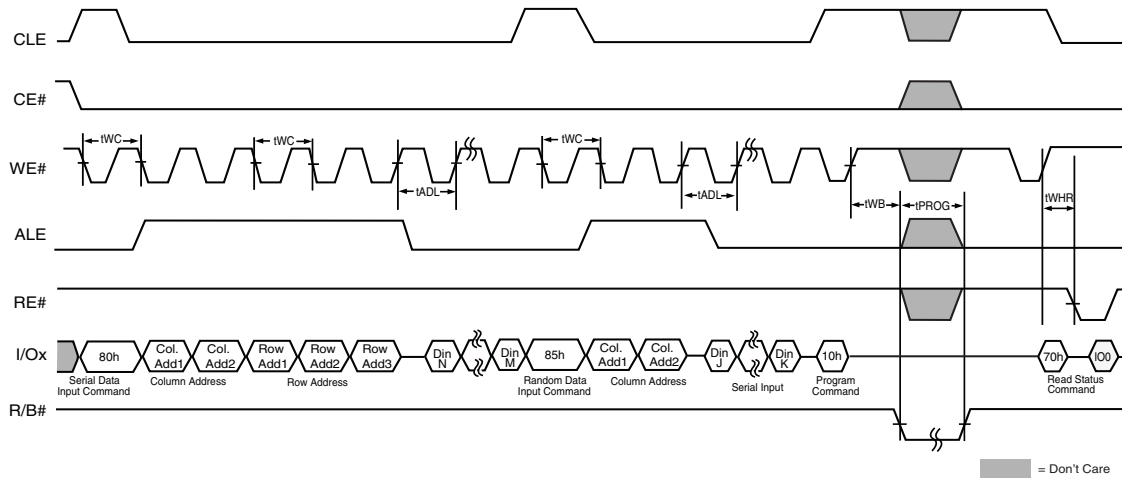 CLE
CE#
tWC
tWC
tWC
WE#
tADL
tADL
tWB
tPROG
tWHR
ALE
RE#
I/Ox
80h
Col. Add1
Col. Add2
Row Add1
Row Add2
Row Add3
Din N
Din M
85h
Col. Add1
Col. Add2
Din J
Din K
10h
70h
IO0
Serial Data Input Command
Column Address
Row Address
Random Data Input Command
Column Address
Serial Input
Program Command
Read Status Command
R/B#
= Don't Care